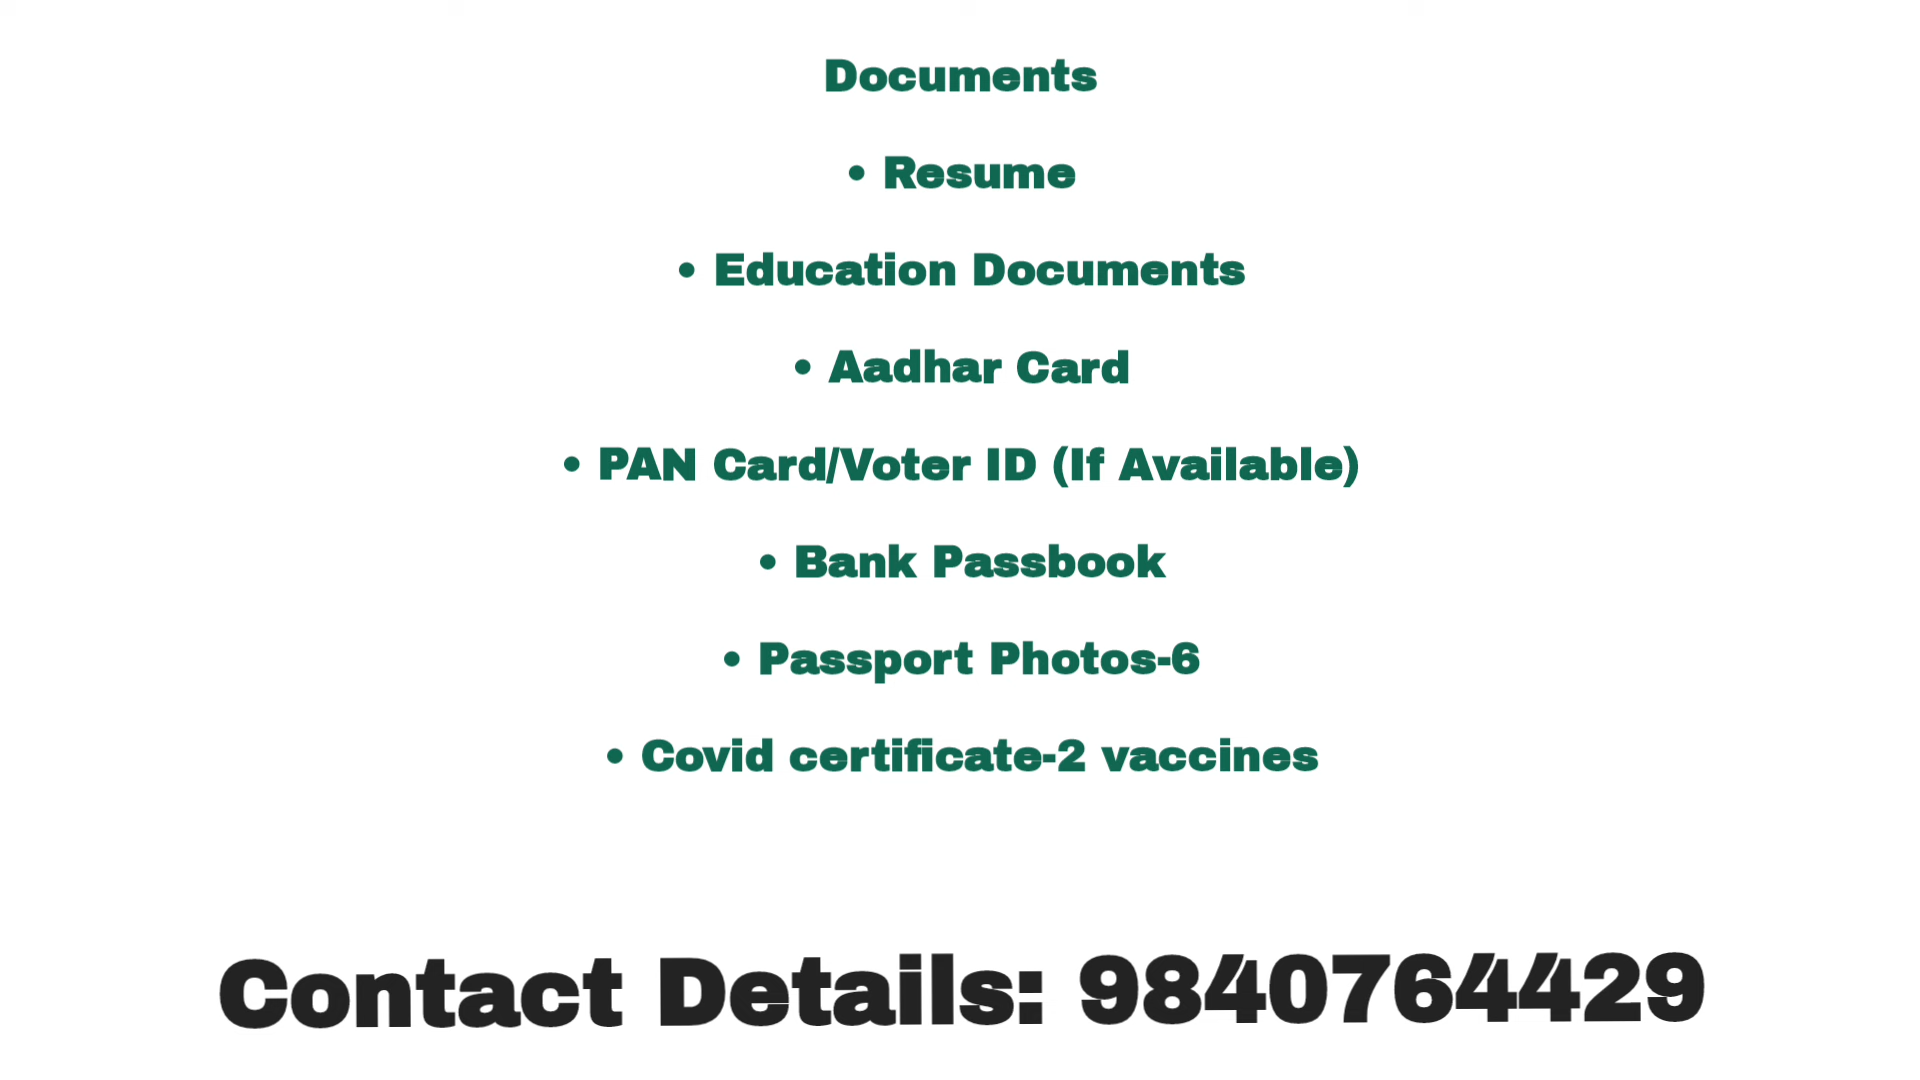 Documents
• Resume
• Education Documents
• Aadhar Card
• PAN Card/Voter ID (If Available)
• Bank Passbook
• Passport Photos-6
• Covid certificate-2 vaccines
Contact Details: 9840764429